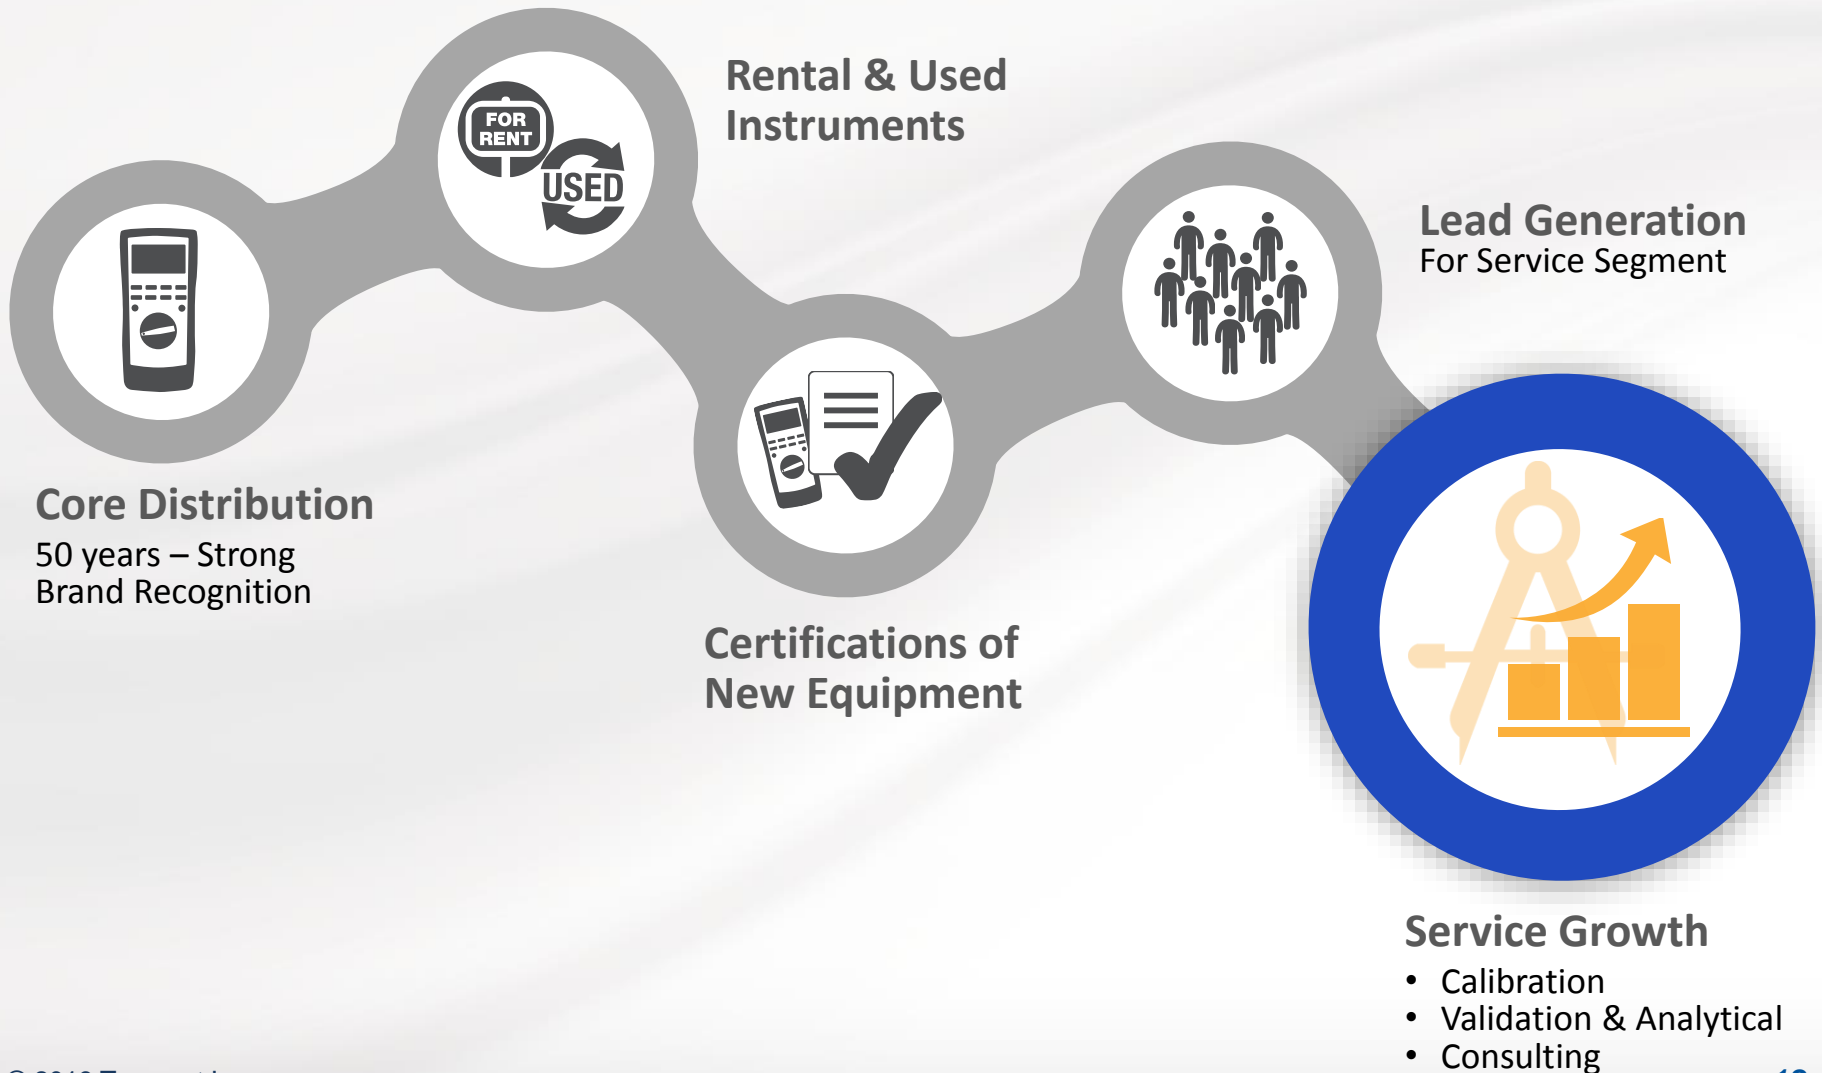 FOR
RENT
USED
Rental & Used
Instruments
Lead Generation
For Service Segment
Core Distribution
50 years – Strong
Brand Recognition
Certifications of
New Equipment
Service Growth
• Calibration
• Validation & Analytical
• Consulting